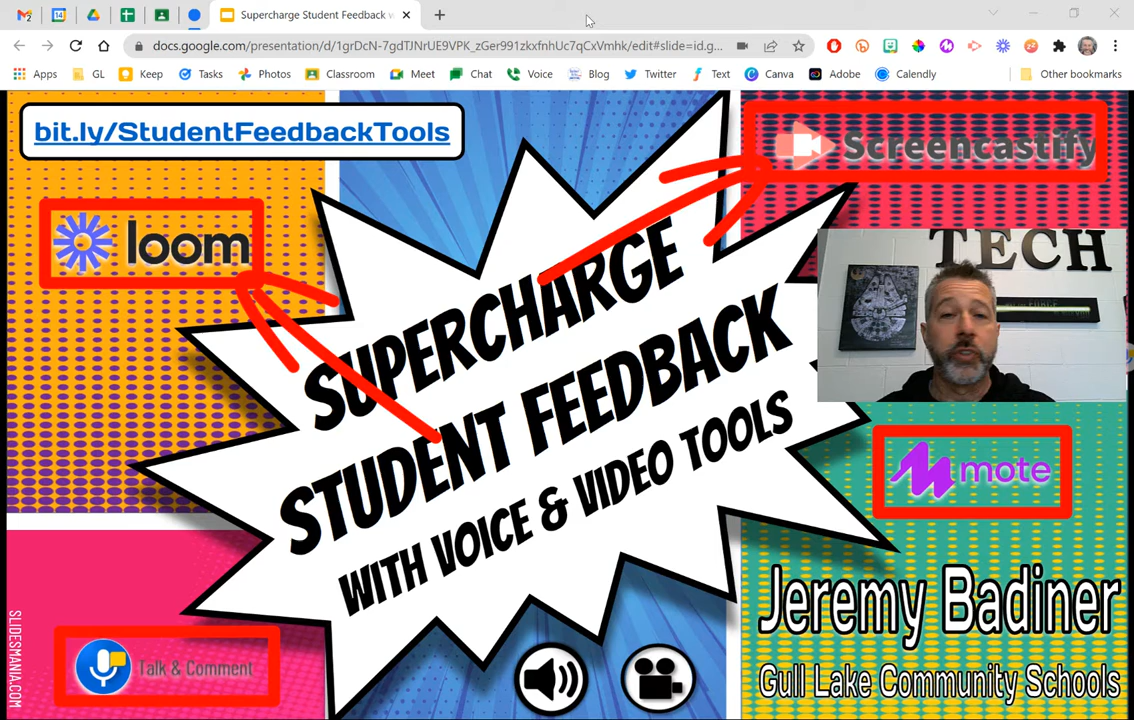 Supercharge Student Feedback w
docs.google.com/presentation/d/1grDcN-7gdTJNrUE9VPK_zGer991zkxfnhUc7qCxVmhk/edit#slide=id.g...
Apps GL Keep Tasks Photos Classroom Meet Chat Voice Blog Twitter Text Canva Adobe Calendly Other bookmarks
bit.ly/StudentFeedbackTools
Screencastify
loom
TECH
SUPERCHARGE
STUDENT FEEDBACK
WITH VOICE & VIDEO TOOLS
mote
Jeremy Badiner
Gull Lake Community Schools
Talk & Comment
SLIDESMANIA.COM